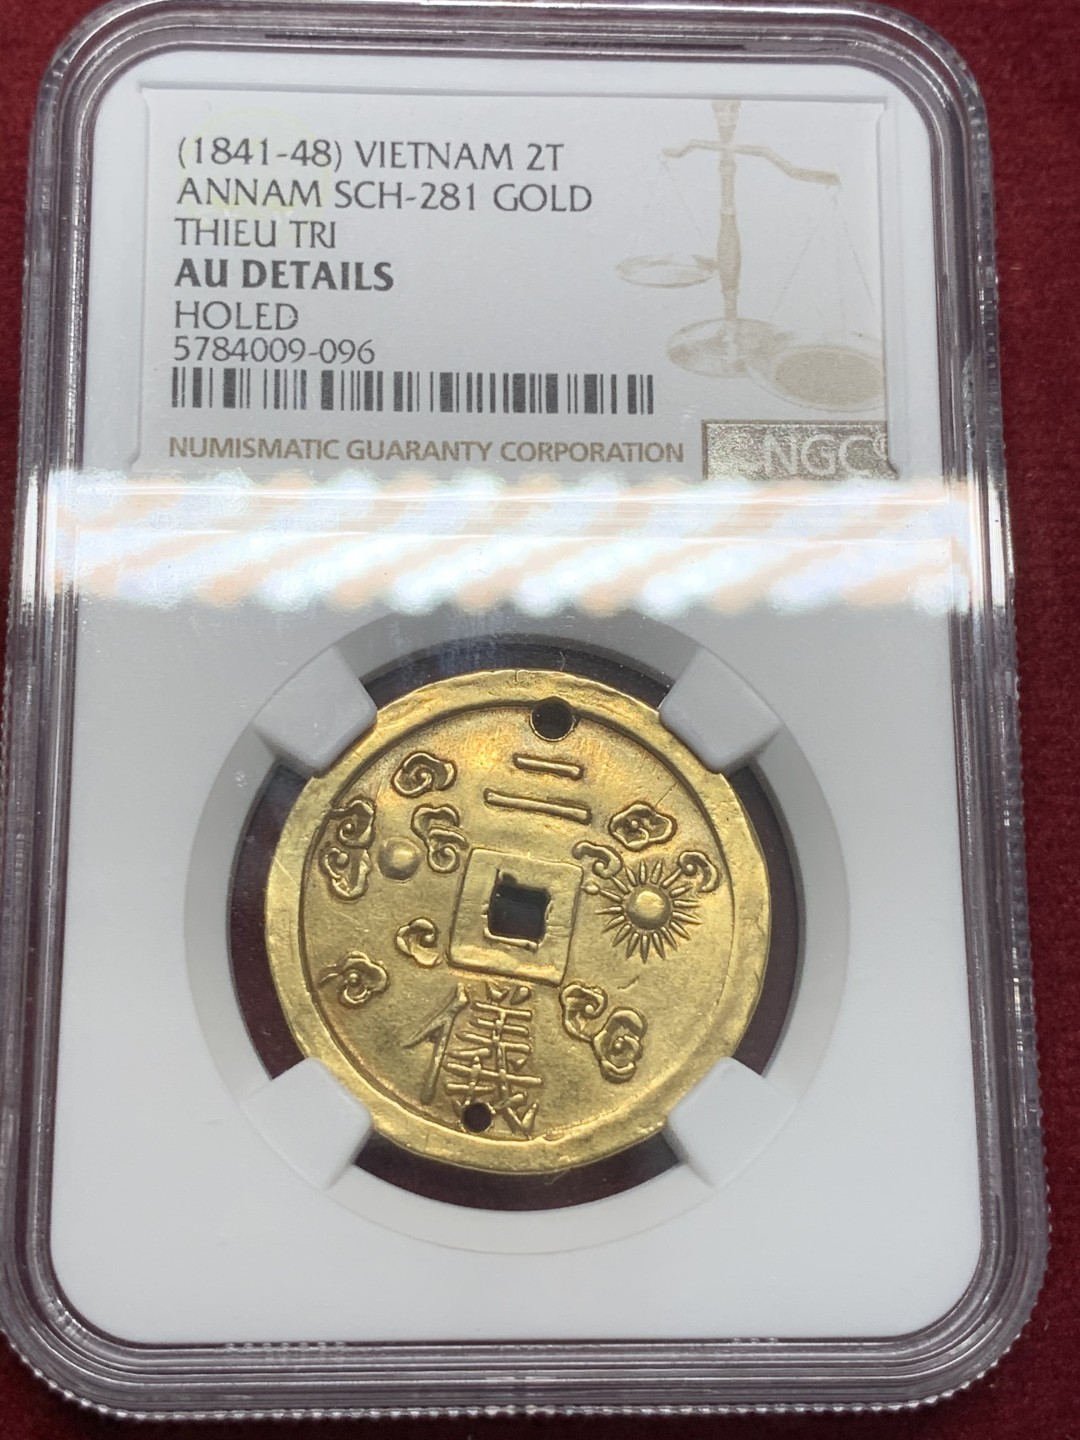 (1841-48) VIETNAM 2T
ANNAM SCH-281 GOLD
THIEU TRI
AU DETAILS
HOLED
5784009-096
NUMISMATIC GUARANTY CORPORATION
NGC
二
儀